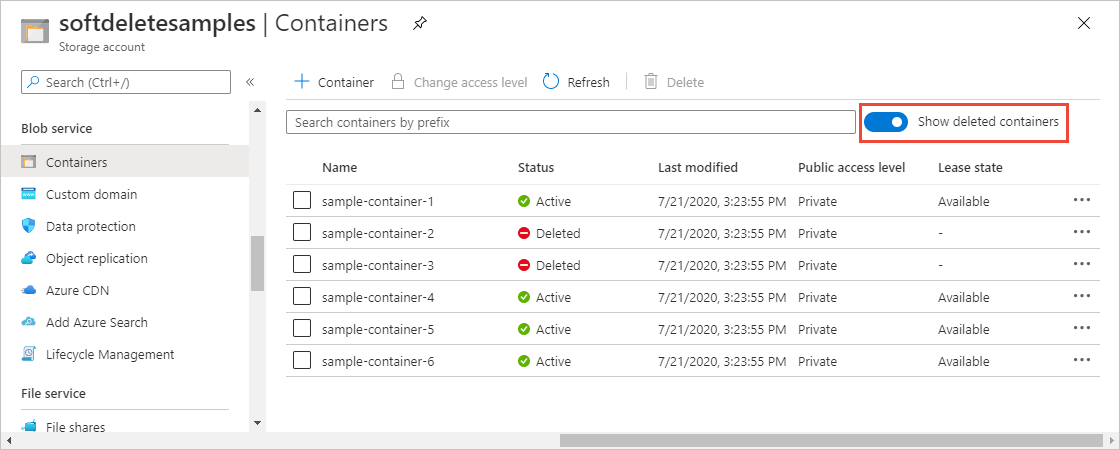 softdeletesamples | Containers
Storage account
Search (Ctrl+/)
«
Container
Change access level
Refresh
Delete
Search containers by prefix
Show deleted containers
Blob service
Containers
Custom domain
Data protection
Object replication
Azure CDN
Add Azure Search
Lifecycle Management
File service
File shares
Name Status Last modified Public access level Lease state
sample-container-1 Active 7/21/2020, 3:23:55 PM Private Available
sample-container-2 Deleted 7/21/2020, 3:23:55 PM Private -
sample-container-3 Deleted 7/21/2020, 3:23:55 PM Private -
sample-container-4 Active 7/21/2020, 3:23:55 PM Private Available
sample-container-5 Active 7/21/2020, 3:23:55 PM Private Available
sample-container-6 Active 7/21/2020, 3:23:55 PM Private Available